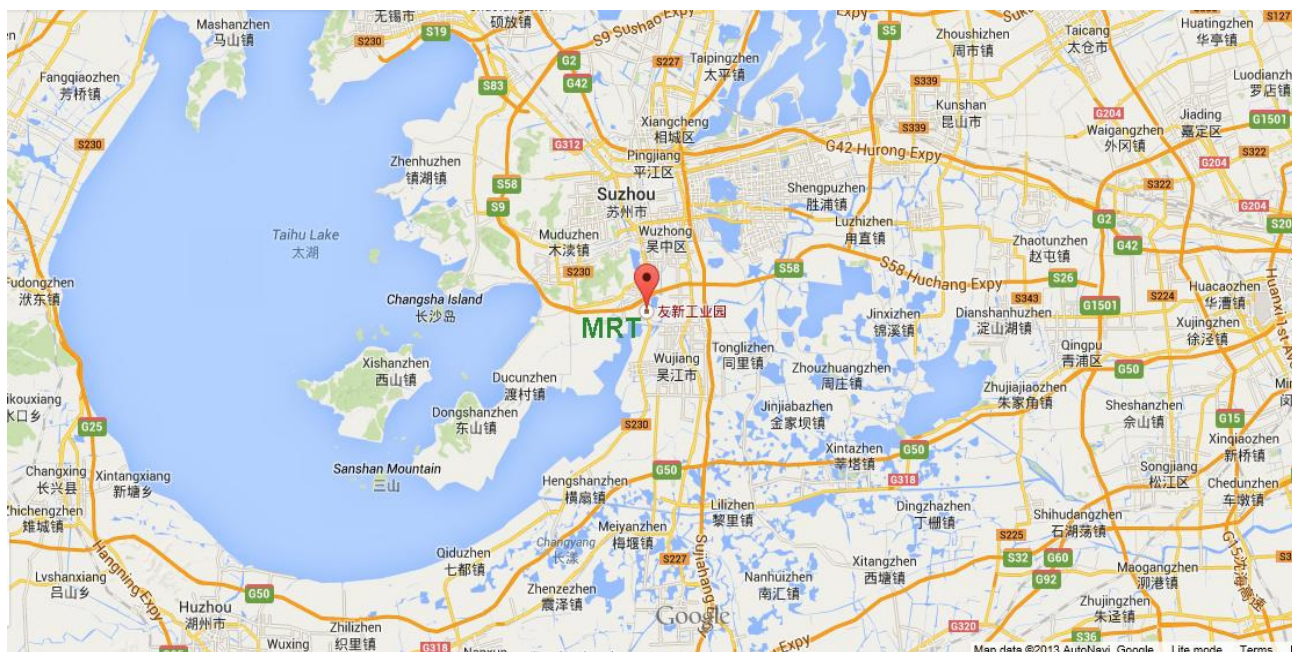 Mashanzhen
马山镇
无锡市
硕放镇
S19
S230
S9 Sushao Expy
G2
G42
S227
Taipingzhen
太平镇
Expy
S5
Zhoushizhen
周市镇
Taicang
太仓市
Huatingzhen
华亭镇
S127
Fangqiaozhen
芳桥镇
S83
S339
Kunshan
昆山市
G204
Luodianzhen
罗店镇
Xiangcheng
相城区
S339
Jiading
嘉定区
G1501
S230
G312
Pingjiang
平江区
G42 Hurong Expy
Waigangzhen
外冈镇
S322
G204
Zhenhuzhen
镇湖镇
S58
S9
Suzhou
苏州市
Shengpuzhen
胜浦镇
S322
G204
S20
Taihu Lake
太湖
Muduzhen
木渎镇
Wuzhong
吴中区
Luzhizhen
甪直镇
G2
G42
Zhaotunzhen
赵屯镇
Fudongzhen
洑东镇
S230
S58
S58 Huchang Expy
S26
Huacaozhen
华漕镇
Changsha Island
长沙岛
友新工业园
MRT
Jinxizhen
锦溪镇
S343
Dianshanhuzhen
淀山湖镇
G1501
S224
Xujingzhen
徐泾镇
Xishanzhen
西山镇
Wujiang
吴江市
Tonglizhen
同里镇
Zhouzhuangzhen
周庄镇
Qingpu
青浦区
G50
Ducunzhen
渡村镇
Zhujiajiaozhen
朱家角镇
Sheshanzhen
佘山镇
G15
Dongshanzhen
东山镇
Jinjiabazhen
金家坝镇
G25
S230
Xinqiaozhen
新桥镇
Changxing
长兴县
Xintangxiang
新塘乡
Sanshan Mountain
三山
G50
Xintazhen
莘塔镇
G50
G318
Songjiang
松江区
Chedunzhen
车墩镇
Hengshanzhen
横扇镇
Zhichengzhen
雉城镇
Lilizhen
黎里镇
Dingzhazhen
丁栅镇
Shihudangzhen
石湖荡镇
Meiyanzhen
梅堰镇
Changyang
长漾
S225
S32
G60
G92
Hangning Expy
Qiduzhen
七都镇
S227
Sujiahang Expy
Xitangzhen
西塘镇
Maogangzhen
泖港镇
G15沈海高速
Lvshanxiang
吕山乡
G50
Zhenzezhen
震泽镇
Nanhuizhen
南汇镇
Huzhou
湖州市
Zhilizhen
织里镇
Google
Zhujingzhen
朱泾镇
Wuxing
G318
Expy
G320
S36
Map data ©2013 AutoNavi, Google
Lite mode
Terms